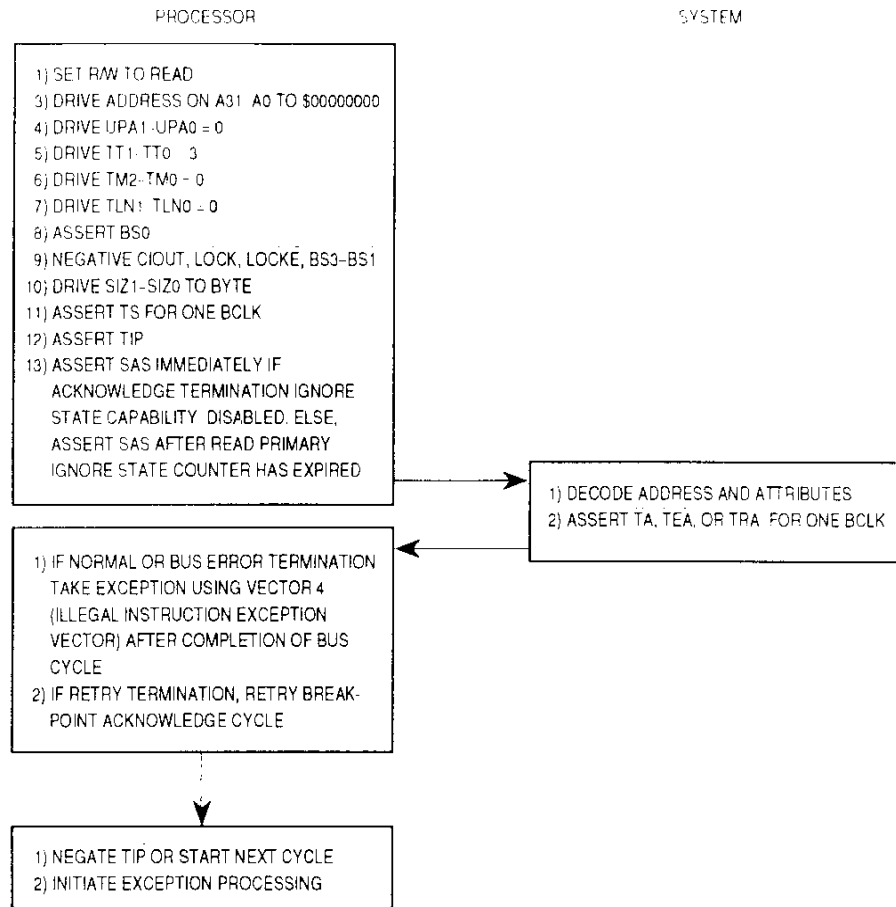 PROCESSOR
SYSTEM
1) SET R/W TO READ
3) DRIVE ADDRESS ON A31 A0 TO $00000000
4) DRIVE UPA1-UPA0 = 0
5) DRIVE TT1-TT0 3
6) DRIVE TM2-TM0 = 0
7) DRIVE TLN1 TLN0 = 0
8) ASSERT BS0
9) NEGATIVE CIOUT, LOCK, LOCKE, BS3-BS1
10) DRIVE SIZ1-SIZ0 TO BYTE
11) ASSERT TS FOR ONE BCLK
12) ASSERT TIP
13) ASSERT SAS IMMEDIATELY IF
ACKNOWLEDGE TERMINATION IGNORE
STATE CAPABILITY DISABLED. ELSE,
ASSERT SAS AFTER READ PRIMARY
IGNORE STATE COUNTER HAS EXPIRED
1) DECODE ADDRESS AND ATTRIBUTES
2) ASSERT TA, TEA, OR TRA FOR ONE BCLK
1) IF NORMAL OR BUS ERROR TERMINATION
TAKE EXCEPTION USING VECTOR 4
(ILLEGAL INSTRUCTION EXCEPTION
VECTOR) AFTER COMPLETION OF BUS
CYCLE
2) IF RETRY TERMINATION, RETRY BREAK-
POINT ACKNOWLEDGE CYCLE
1) NEGATE TIP OR START NEXT CYCLE
2) INITIATE EXCEPTION PROCESSING